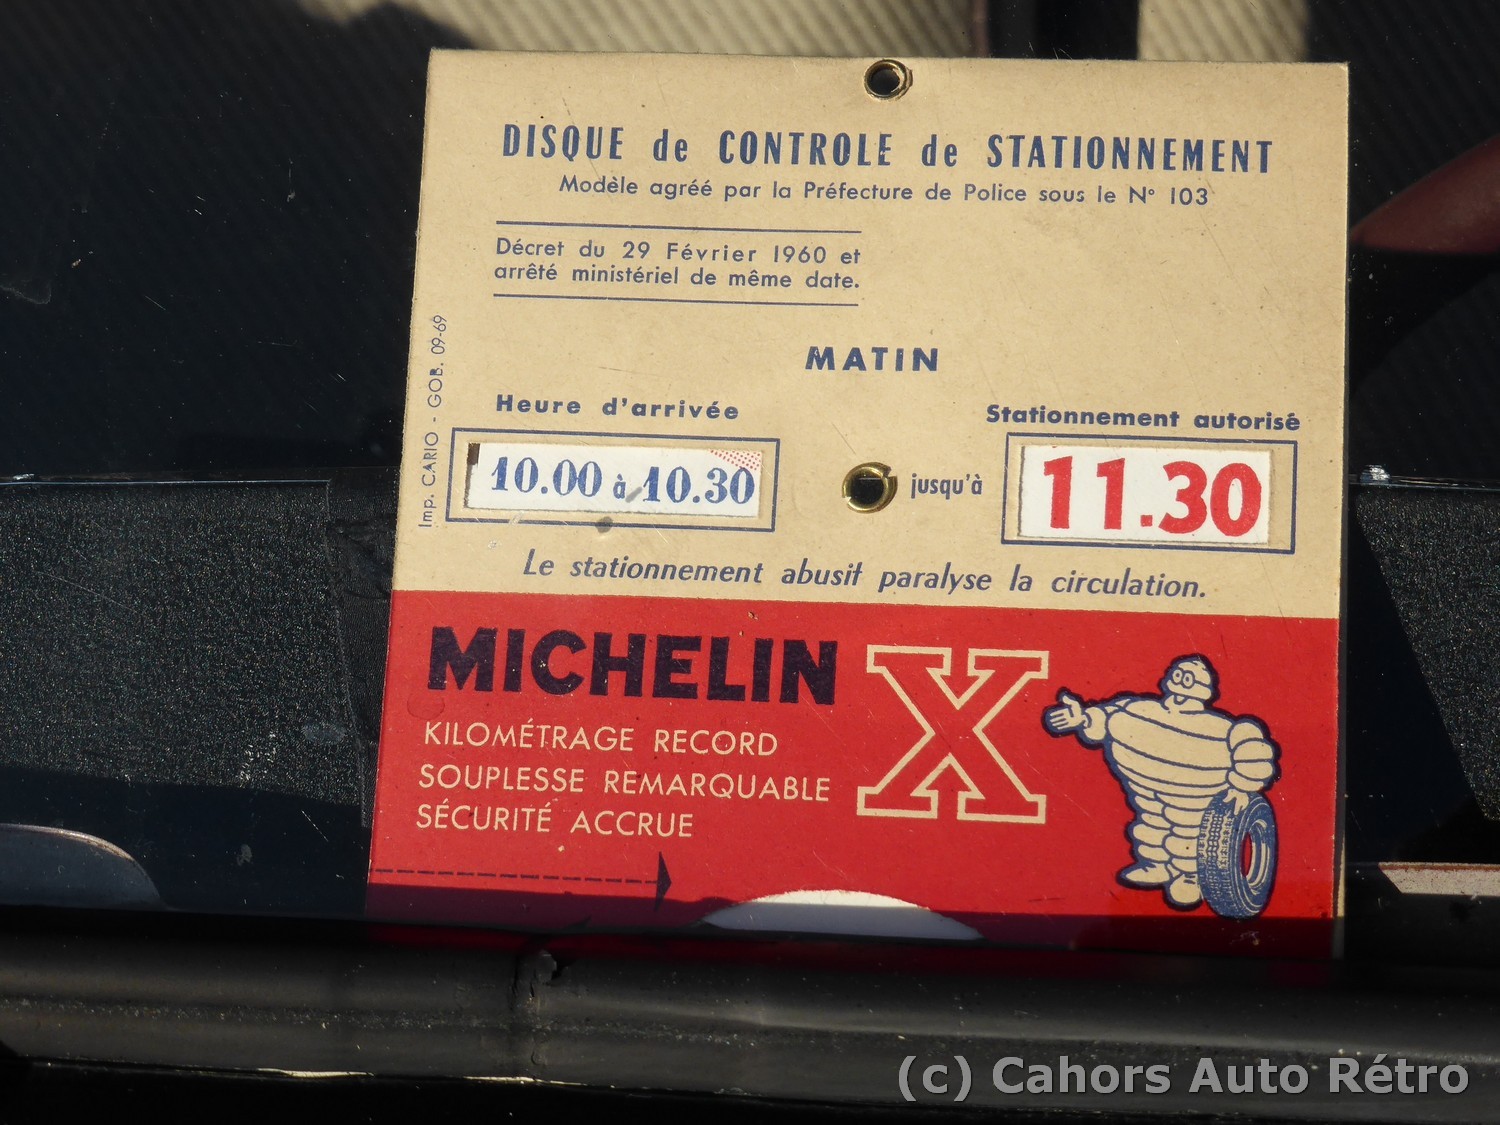 DISQUE de CONTROLE de STATIONNEMENT
Modèle agréé par la Préfecture de Police sous le N° 103
Décret du 29 Février 1960 et
arrêté ministériel de même date.
MATIN
Heure d'arrivée
Stationnement autorisé
10.00 à 10.30
jusqu'à
11.30
Imp. CARIO - GOB. 09-69
Le stationnement abusif paralyse la circulation.
MICHELIN X
KILOMÉTRAGE RECORD
SOUPLESSE REMARQUABLE
SÉCURITÉ ACCRUE
(c) Cahors Auto Rétro